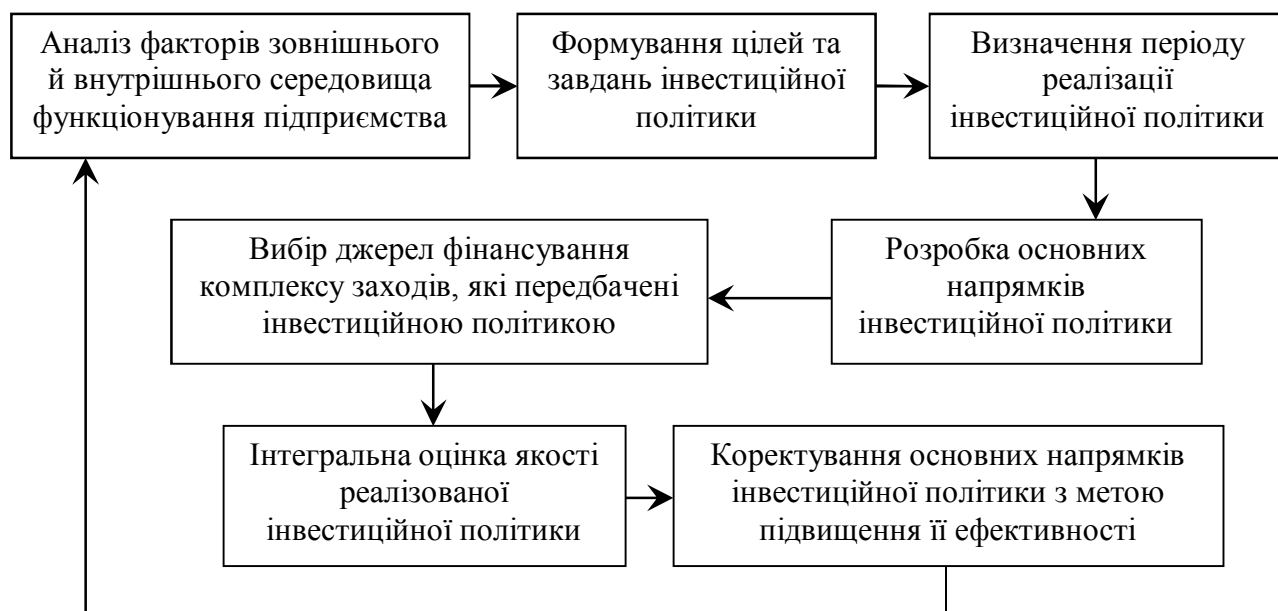 Аналіз факторів зовнішнього
й внутрішнього середовища
функціонування підприємства
Формування цілей та
завдань інвестиційної
політики
Визначення періоду
реалізації
інвестиційної політики
Розробка основних
напрямків
інвестиційної політики
Вибір джерел фінансування
комплексу заходів, які передбачені
інвестиційною політикою
Інтегральна оцінка якості
реалізованої
інвестиційної політики
Коректування основних напрямків
інвестиційної політики з метою
підвищення її ефективності